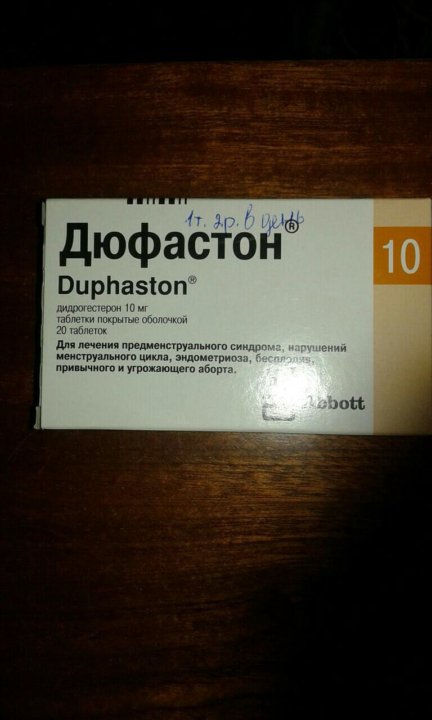 1т. 2р. в день
Дюфастон®
10
Duphaston®
дидрогестерон 10 мг
таблетки покрытые оболочкой
20 таблеток
Для лечения предменструального синдрома, нарушений
менструального цикла, эндометриоза, бесплодия,
привычного и угрожающего аборта.
Abbott